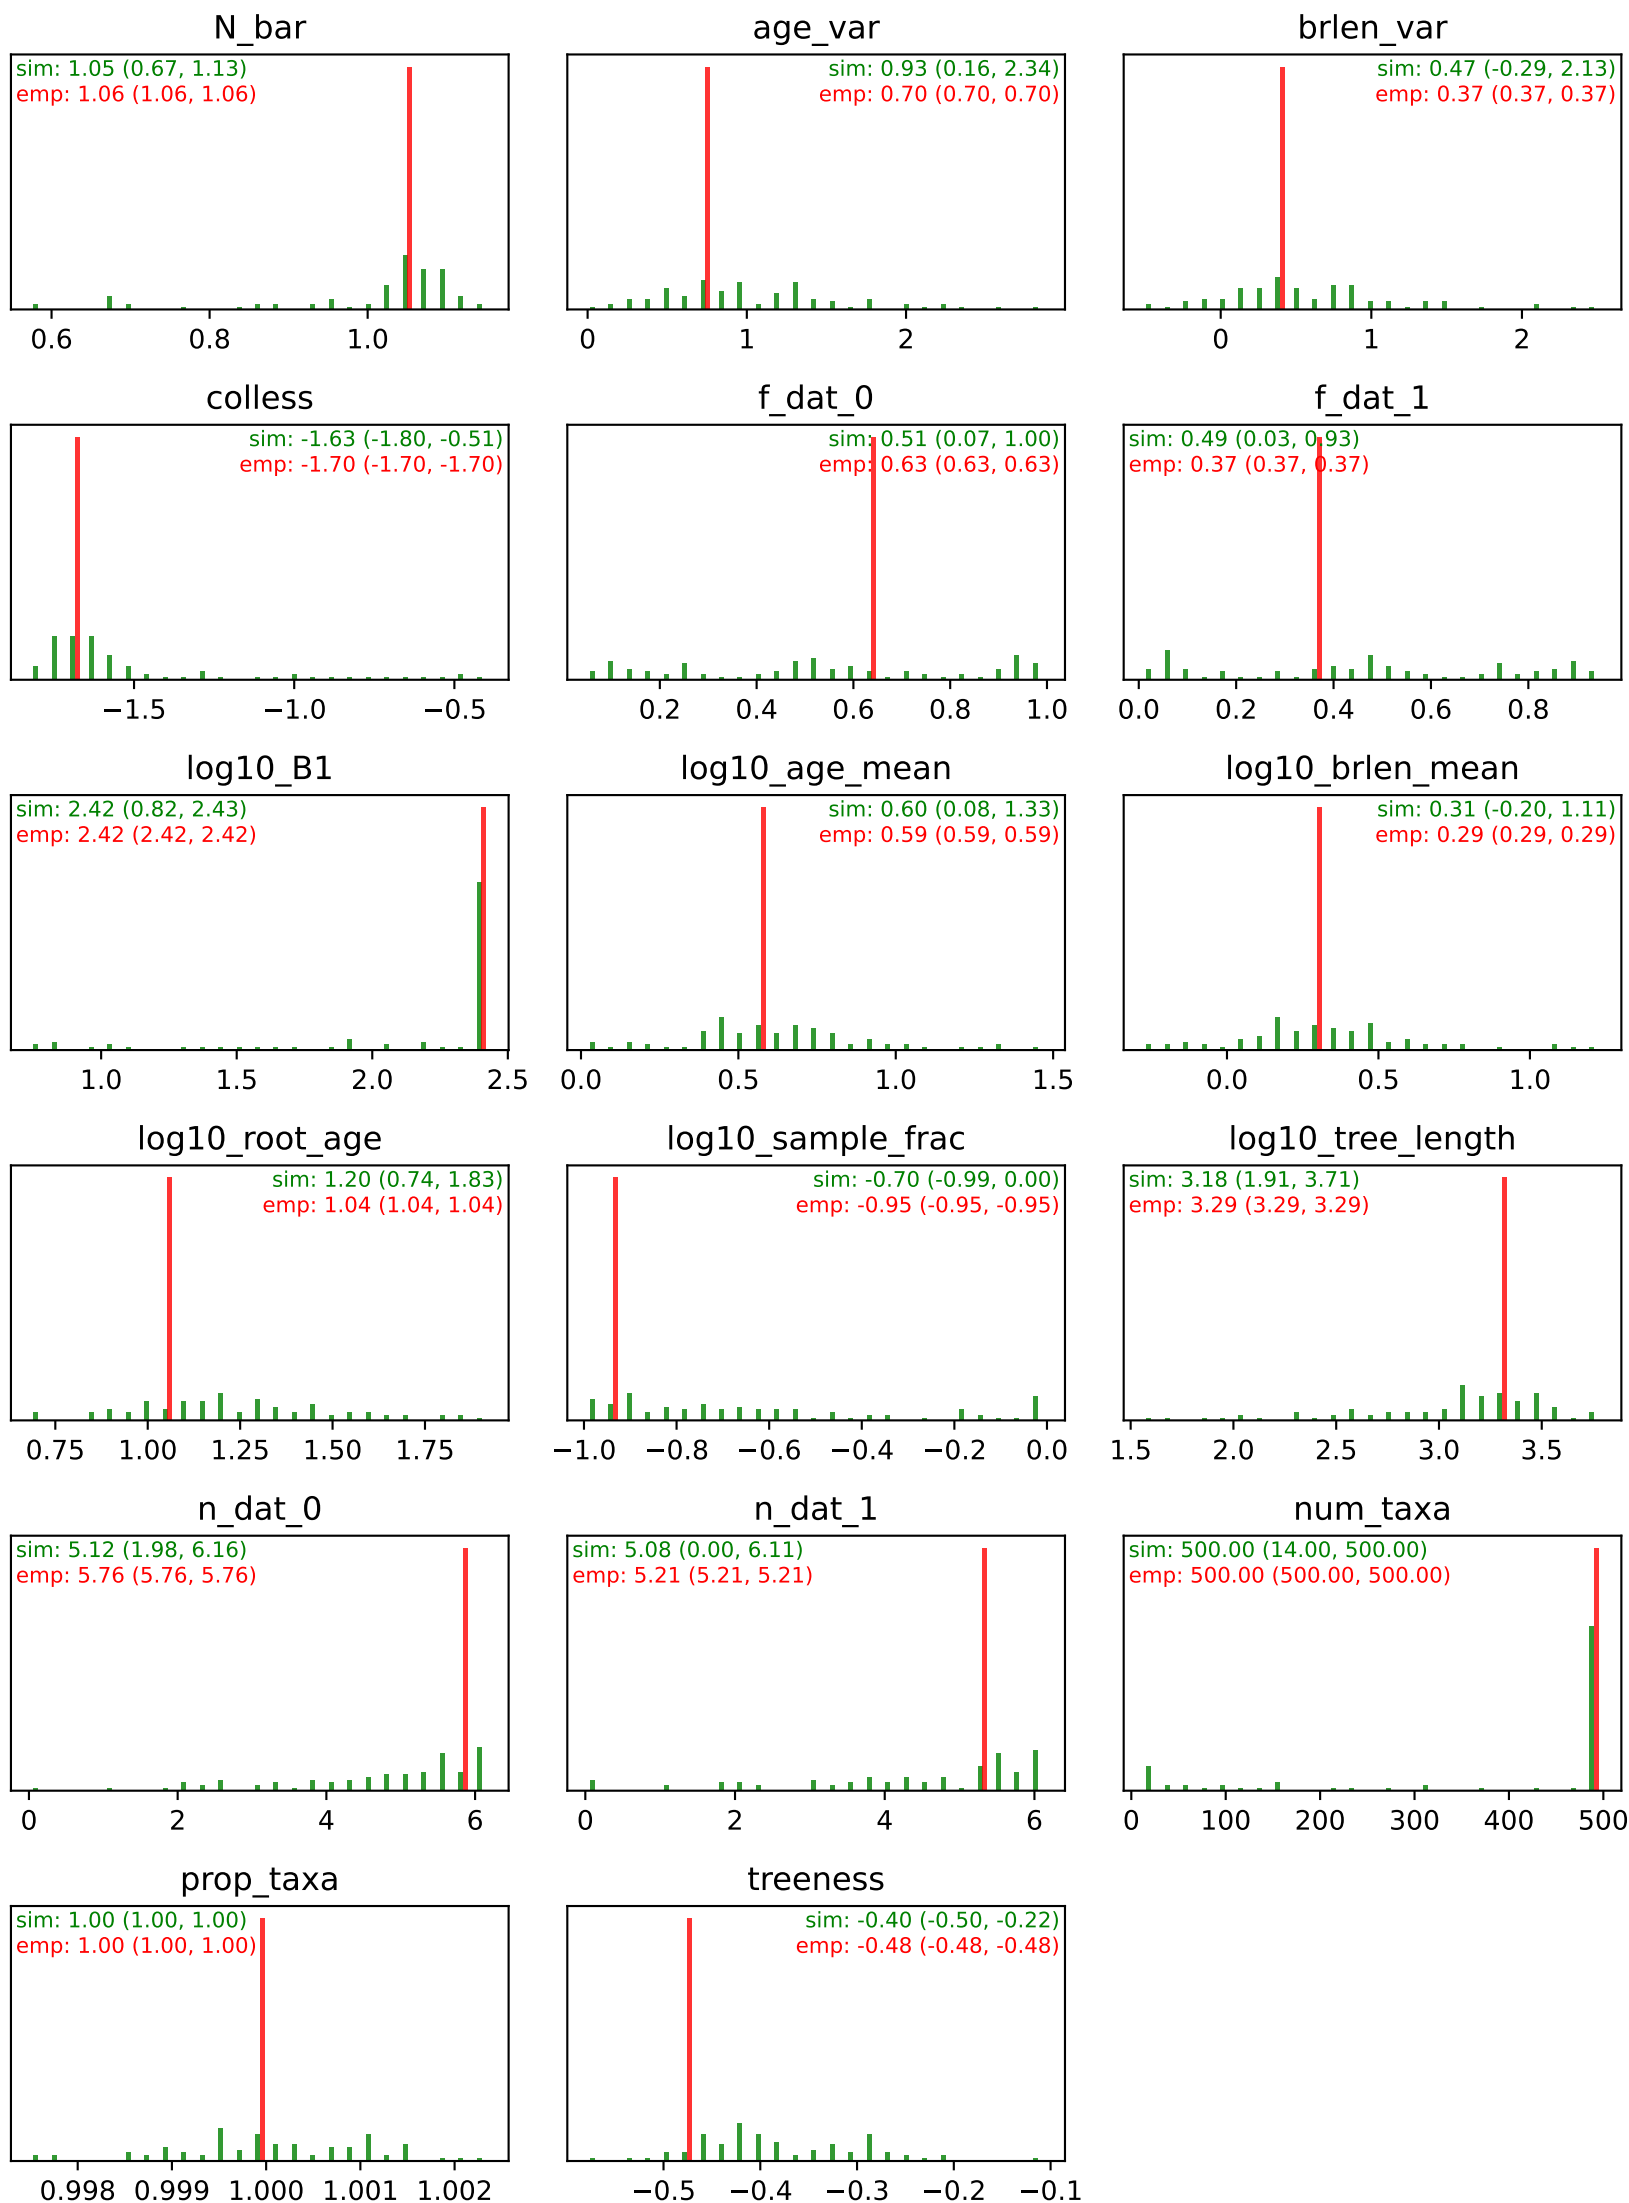 N_bar
sim: 1.05 (0.67, 1.13)
emp: 1.06 (1.06, 1.06)
0.6 0.8 1.0
age_var
sim: 0.93 (0.16, 2.34)
emp: 0.70 (0.70, 0.70)
0 1 2
brlen_var
sim: 0.47 (-0.29, 2.13)
emp: 0.37 (0.37, 0.37)
0 1 2
colless
sim: -1.63 (-1.80, -0.51)
emp: -1.70 (-1.70, -1.70)
−1.5 −1.0 −0.5
f_dat_0
sim: 0.51 (0.07, 1.00)
emp: 0.63 (0.63, 0.63)
0.2 0.4 0.6 0.8 1.0
f_dat_1
sim: 0.49 (0.03, 0.93)
emp: 0.37 (0.37, 0.37)
0.0 0.2 0.4 0.6 0.8
log10_B1
sim: 2.42 (0.82, 2.43)
emp: 2.42 (2.42, 2.42)
1.0 1.5 2.0 2.5
log10_age_mean
sim: 0.60 (0.08, 1.33)
emp: 0.59 (0.59, 0.59)
0.0 0.5 1.0 1.5
log10_brlen_mean
sim: 0.31 (-0.20, 1.11)
emp: 0.29 (0.29, 0.29)
0.0 0.5 1.0
log10_root_age
sim: 1.20 (0.74, 1.83)
emp: 1.04 (1.04, 1.04)
0.75 1.00 1.25 1.50 1.75
log10_sample_frac
sim: -0.70 (-0.99, 0.00)
emp: -0.95 (-0.95, -0.95)
−1.0 −0.8 −0.6 −0.4 −0.2 0.0
log10_tree_length
sim: 3.18 (1.91, 3.71)
emp: 3.29 (3.29, 3.29)
1.5 2.0 2.5 3.0 3.5
n_dat_0
sim: 5.12 (1.98, 6.16)
emp: 5.76 (5.76, 5.76)
0 2 4 6
n_dat_1
sim: 5.08 (0.00, 6.11)
emp: 5.21 (5.21, 5.21)
0 2 4 6
num_taxa
sim: 500.00 (14.00, 500.00)
emp: 500.00 (500.00, 500.00)
0 100 200 300 400 500
prop_taxa
sim: 1.00 (1.00, 1.00)
emp: 1.00 (1.00, 1.00)
0.998 0.999 1.000 1.001 1.002
treeness
sim: -0.40 (-0.50, -0.22)
emp: -0.48 (-0.48, -0.48)
−0.5 −0.4 −0.3 −0.2 −0.1